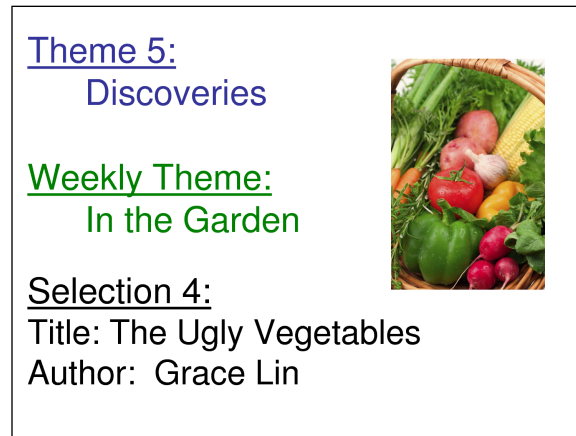 Theme 5:
Discoveries
Weekly Theme:
In the Garden
Selection 4:
Title: The Ugly Vegetables
Author:  Grace Lin